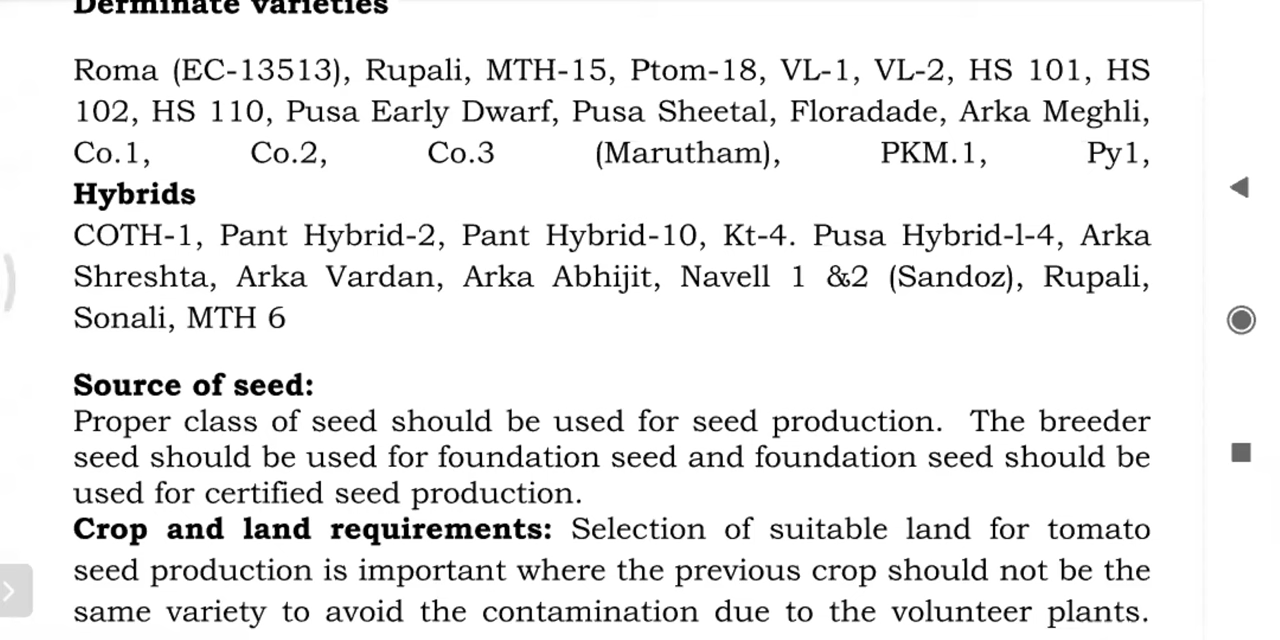 Derminate varieties
Roma (EC-13513), Rupali, MTH-15, Ptom-18, VL-1, VL-2, HS 101, HS
102, HS 110, Pusa Early Dwarf, Pusa Sheetal, Floradade, Arka Meghli,
Co.1, Co.2, Co.3 (Marutham), PKM.1, Py1,
Hybrids
COTH-1, Pant Hybrid-2, Pant Hybrid-10, Kt-4. Pusa Hybrid-l-4, Arka
Shreshta, Arka Vardan, Arka Abhijit, Navell 1 &2 (Sandoz), Rupali,
Sonali, MTH 6
Source of seed:
Proper class of seed should be used for seed production. The breeder
seed should be used for foundation seed and foundation seed should be
used for certified seed production.
Crop and land requirements: Selection of suitable land for tomato
seed production is important where the previous crop should not be the
same variety to avoid the contamination due to the volunteer plants.